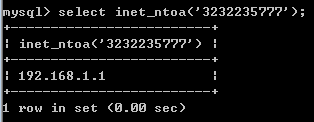 mysql> select inet_ntoa('3232235777');
+-------------------------+
| inet_ntoa('3232235777') |
+-------------------------+
| 192.168.1.1             |
+-------------------------+
1 row in set (0.00 sec)